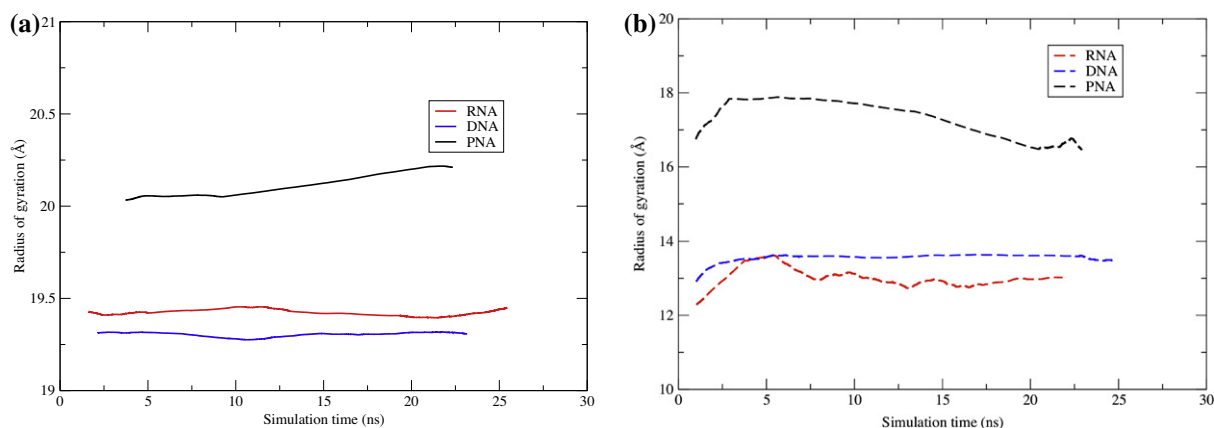 (a)
21
20.5
20
19.5
19
Radius of gyration (Å)
RNA
DNA
PNA
0 5 10 15 20 25 30
Simulation time (ns)
(b)
20
18
16
14
12
10
Radius of gyration (Å)
RNA
DNA
PNA
0 5 10 15 20 25 30
Simulation time (ns)